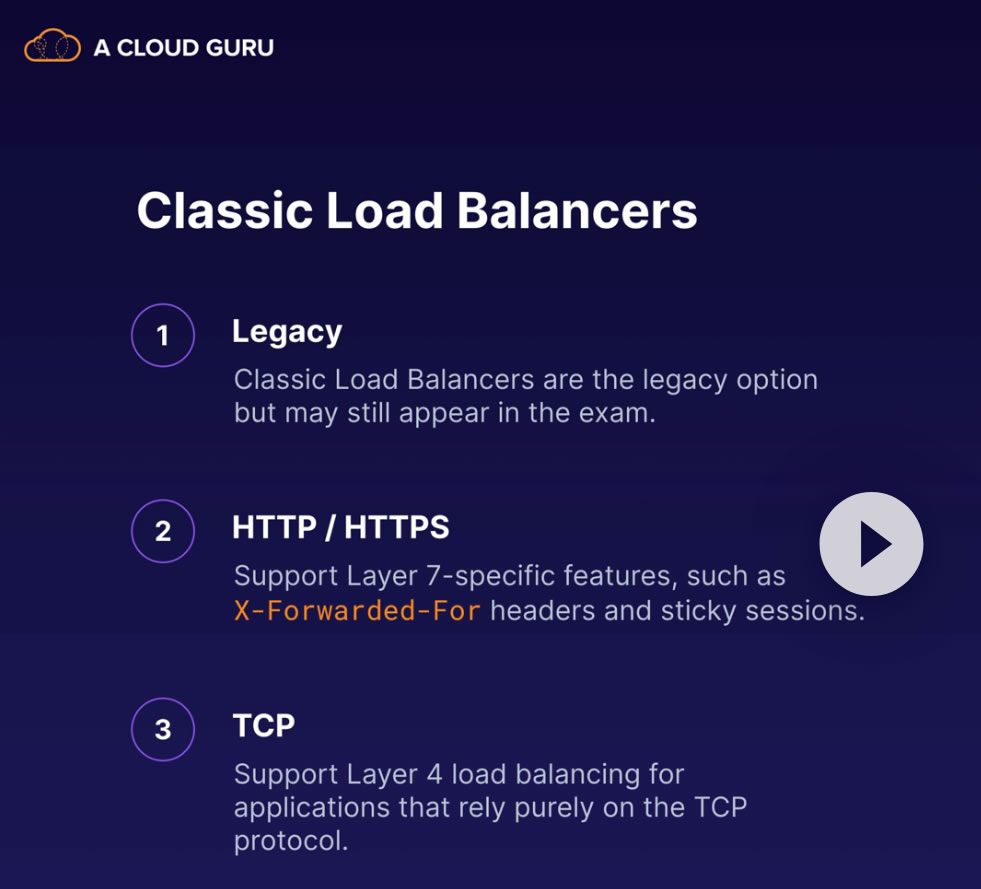 A CLOUD GURU
Classic Load Balancers
1
Legacy
Classic Load Balancers are the legacy option
but may still appear in the exam.
2
HTTP / HTTPS
Support Layer 7-specific features, such as
X-Forwarded-For headers and sticky sessions.
3
TCP
Support Layer 4 load balancing for
applications that rely purely on the TCP
protocol.